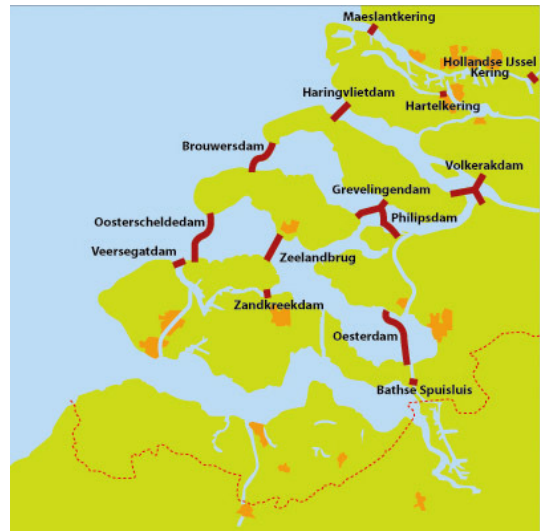 Maeslantkering
Hollandse IJssel
Kering
Haringvlietdam
Hartelkering
Brouwersdam
Volkerakdam
Grevelingendam
Oosterscheldedam
Philipsdam
Veersegatdam
Zeelandbrug
Zandkreekdam
Oesterdam
Bathse Spuisluis